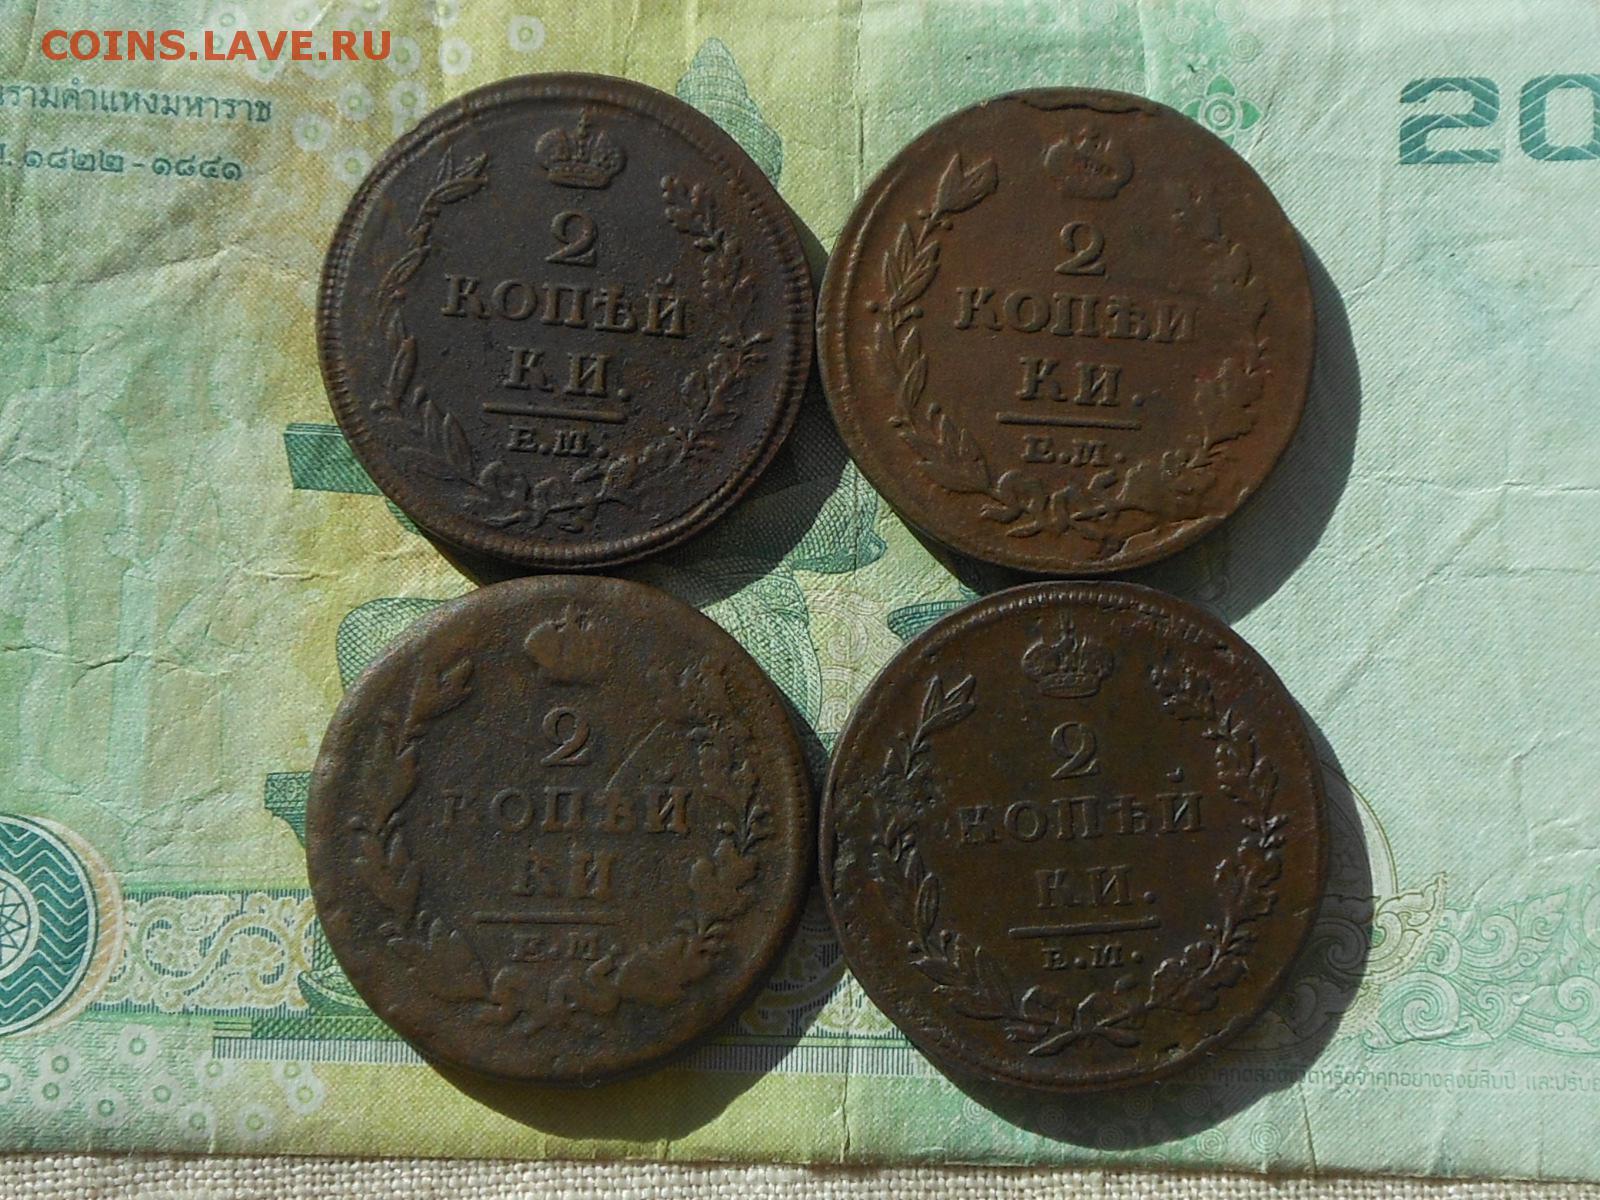 COINS.LAVE.RU
นรามคำแหงมหาราช
๑๘๒๒ - ๑๘๔๑
20
2
КОПѢЙ
КИ.
Е.М.
2
КОПѢЙ
КИ.
Е.М.
2
КОПѢЙ
КИ
Е.М.
2
КОПѢЙ
КИ.
Е.М.